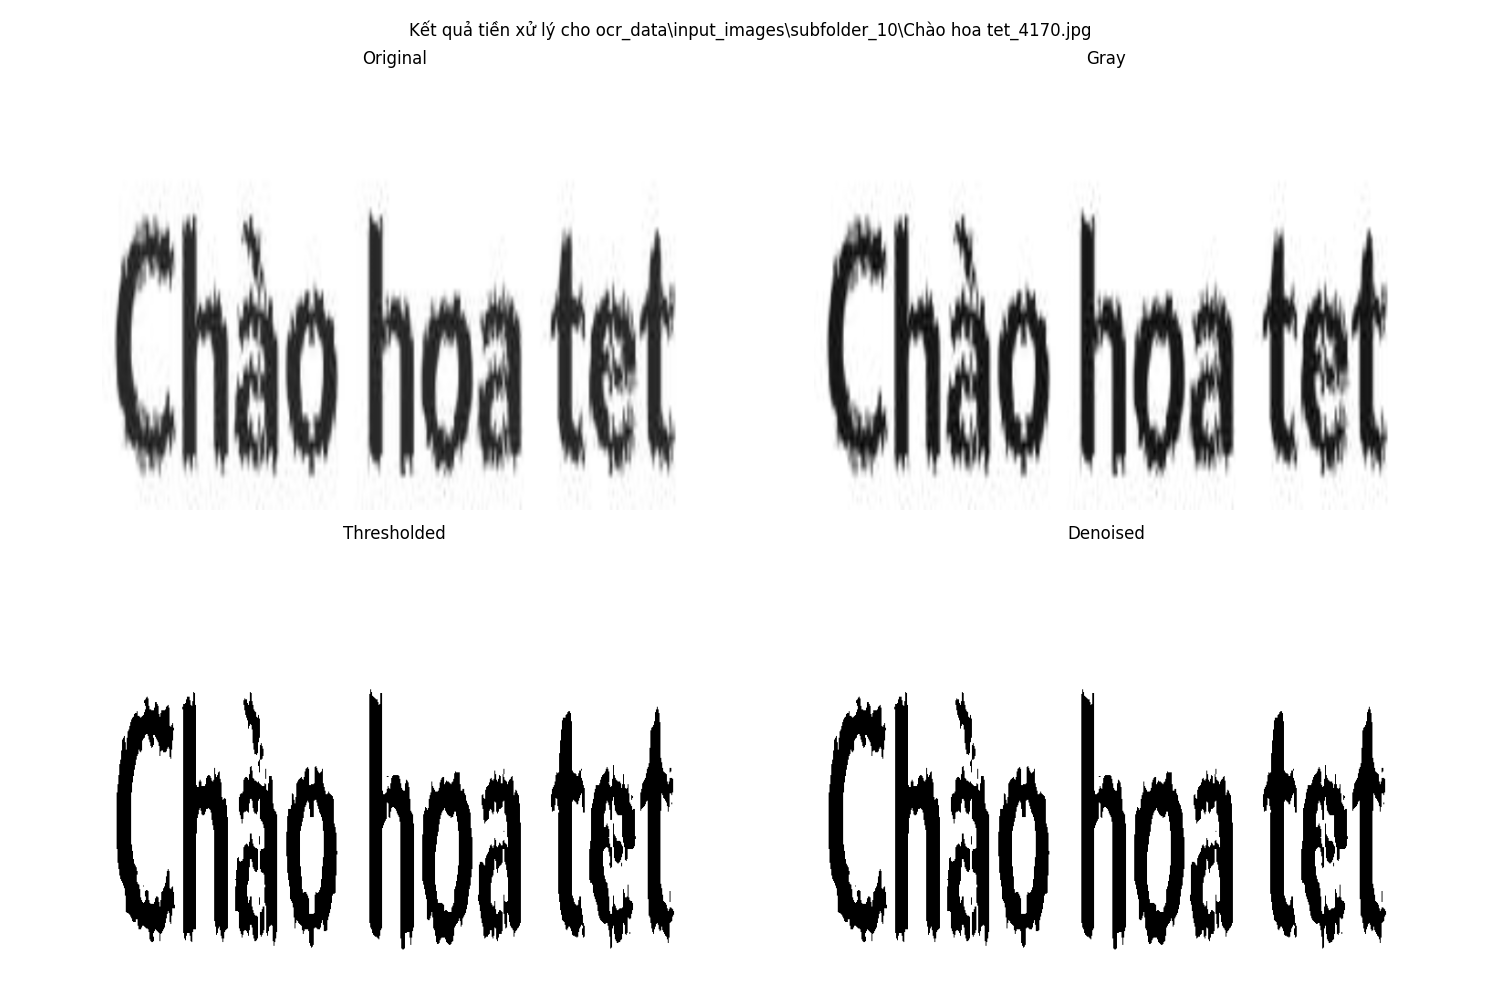 Kết quả tiền xử lý cho ocr_data\input_images\subfolder_10\Chào hoa tet_4170.jpg
Original
Gray
Chào hoa tet
Chào hoa tet
Thresholded
Denoised
Chào hoa tet
Chào hoa tet